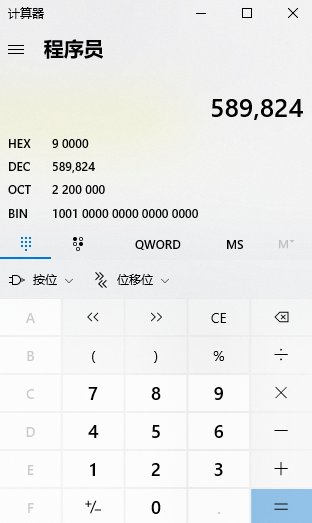 计算器
程序员
589,824
HEX 9 0000
DEC 589,824
OCT 2 200 000
BIN 1001 0000 0000 0000 0000
QWORD MS M˅
按位 位移位
A << >> CE
B ( ) % ÷
C 7 8 9 ×
D 4 5 6 −
E 1 2 3 +
F +/− 0 . =